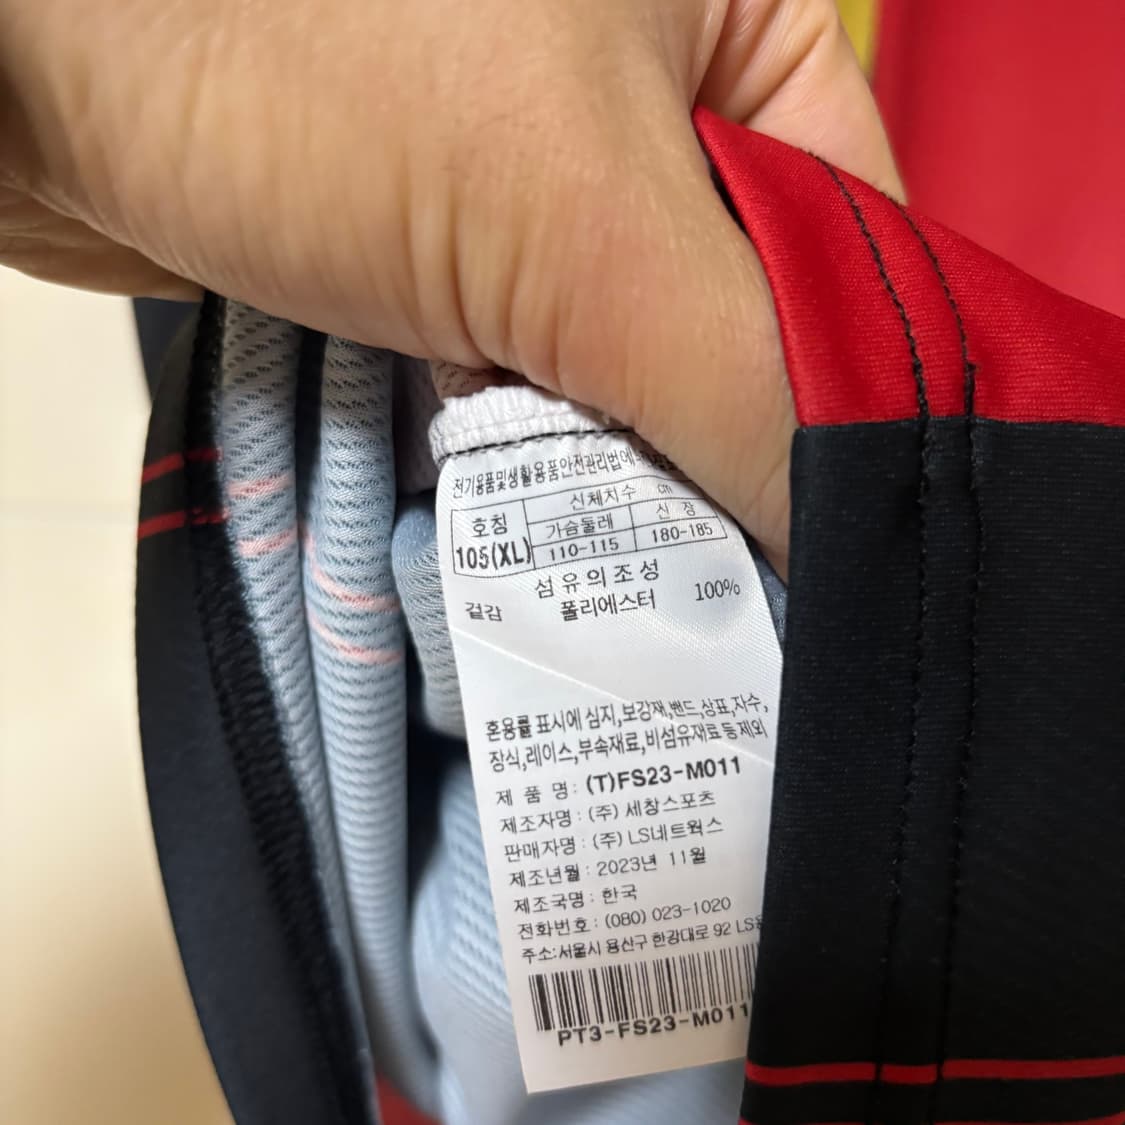 전기용품및생활용품안전관리법에
호칭 신체치수 cm
가슴둘레 신 장
105(XL) 110-115 180-185
섬유의조성
겉감 폴리에스터 100%
혼용률 표시에 심지,보강재,밴드,상표,자수,
장식,레이스,부속재료,비섬유재료등제외
제 품 명: (T)FS23-M011
제조자명: (주) 세창스포츠
판매자명: (주) LS네트웍스
제조년월: 2023년 11월
제조국명: 한국
전화번호: (080) 023-1020
주소:서울시 용산구 한강대로 92 LS용
PT3-FS23-M011